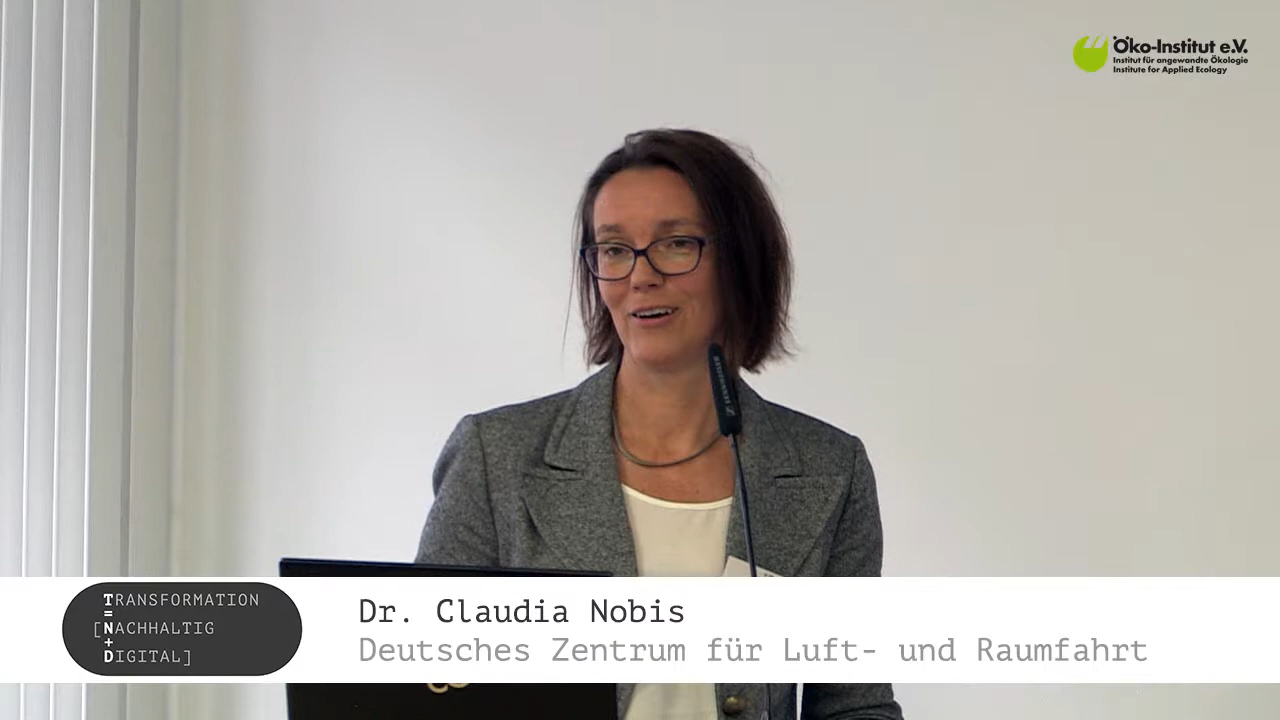 Öko-Institut e.V.
Institut für angewandte Ökologie
Institute for Applied Ecology
SENNHEISER
TRANSFORMATION
=
[NACHHALTIG
+
DIGITAL]
Dr. Claudia Nobis
Deutsches Zentrum für Luft- und Raumfahrt